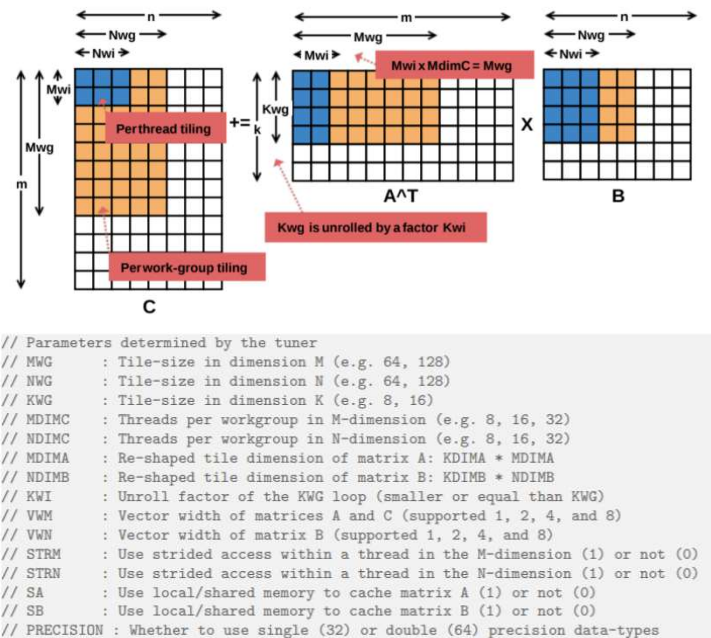 n
Nwg
Nwi
m
Mwg
Mwi
n
Nwg
Nwi
Mwi x MdimC = Mwg
m
Mwg
Mwi
Per thread tiling
+=
k
Kwg
X
A^T
B
Kwg is unrolled by a factor Kwi
Per work-group tiling
C
// Parameters determined by the tuner
// MWG : Tile-size in dimension M (e.g. 64, 128)
// NWG : Tile-size in dimension N (e.g. 64, 128)
// KWG : Tile-size in dimension K (e.g. 8, 16)
// MDIMC : Threads per workgroup in M-dimension (e.g. 8, 16, 32)
// NDIMC : Threads per workgroup in N-dimension (e.g. 8, 16, 32)
// MDIMA : Re-shaped tile dimension of matrix A: KDIMA * MDIMA
// NDIMB : Re-shaped tile dimension of matrix B: KDIMB * NDIMB
// KWI : Unroll factor of the KWG loop (smaller or equal than KWG)
// VWM : Vector width of matrices A and C (supported 1, 2, 4, and 8)
// VWN : Vector width of matrix B (supported 1, 2, 4, and 8)
// STRM : Use strided access within a thread in the M-dimension (1) or not (0)
// STRN : Use strided access within a thread in the N-dimension (1) or not (0)
// SA : Use local/shared memory to cache matrix A (1) or not (0)
// SB : Use local/shared memory to cache matrix B (1) or not (0)
// PRECISION : Whether to use single (32) or double (64) precision data-types